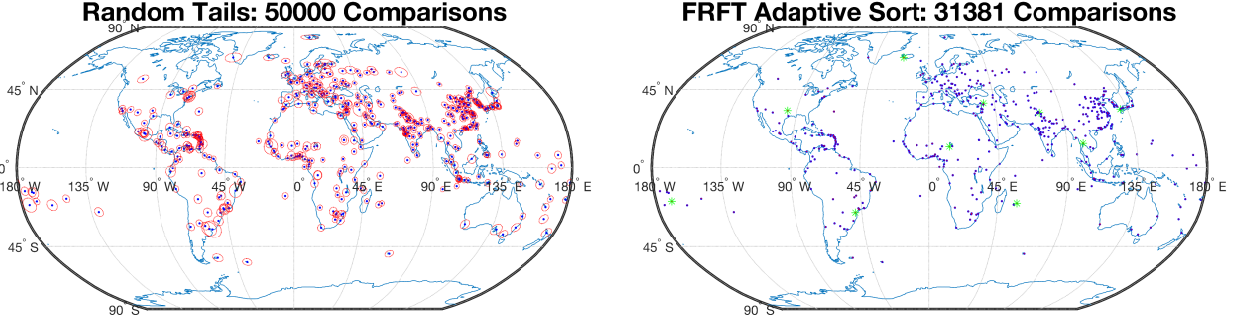 Random Tails: 50000 Comparisons
90° N
45° N
0°
180° W 135° W 90° W 45° W 0° 45° E 90° E 135° E 180° E
45° S
90° S
FRFT Adaptive Sort: 31381 Comparisons
90° N
45° N
0°
180° W 135° W 90° W 45° W 0° 45° E 90° E 135° E 180° E
45° S
90° S